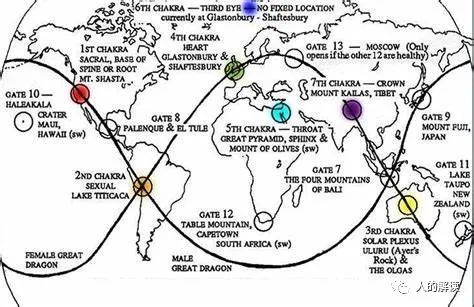 6TH CHAKRA — THIRD EYE NO FIXED LOCATION
currently at Glastonbury - Shaftesbury
1ST CHAKRA
SACRAL, BASE OF
SPINE OR ROOT
MT. SHASTA
4TH CHAKRA
HEART
GLASTONBURY &
SHAFTESBURY
GATE 13 - MOSCOW (Only
opens if the other 12 are healthy)
GATE 10 —
HALEAKALA
CRATER
MAUI,
HAWAII (sw)
GATE 8
PALENQUE & EL TULE
7TH CHAKRA — CROWN
MOUNT KAILAS, TIBET
5TH CHAKRA — THROAT
GREAT PYRAMID, SPHINX &
MOUNT OF OLIVES (sw)
GATE 9
MOUNT FUJI,
JAPAN
2ND CHAKRA
SEXUAL
LAKE TITICACA
GATE 7
THE FOUR MOUNTAINS
OF BALI
GATE 11
LAKE
TAUPO
NEW
ZEALAND
(sw)
GATE 12
TABLE MOUNTAIN,
CAPETOWN
SOUTH AFRICA (sw)
3RD CHAKRA
SOLAR PLEXUS
ULURU (Ayer's
Rock) &
THE OLGAS
FEMALE GREAT
DRAGON
MALE
GREAT DRAGON
人的解读